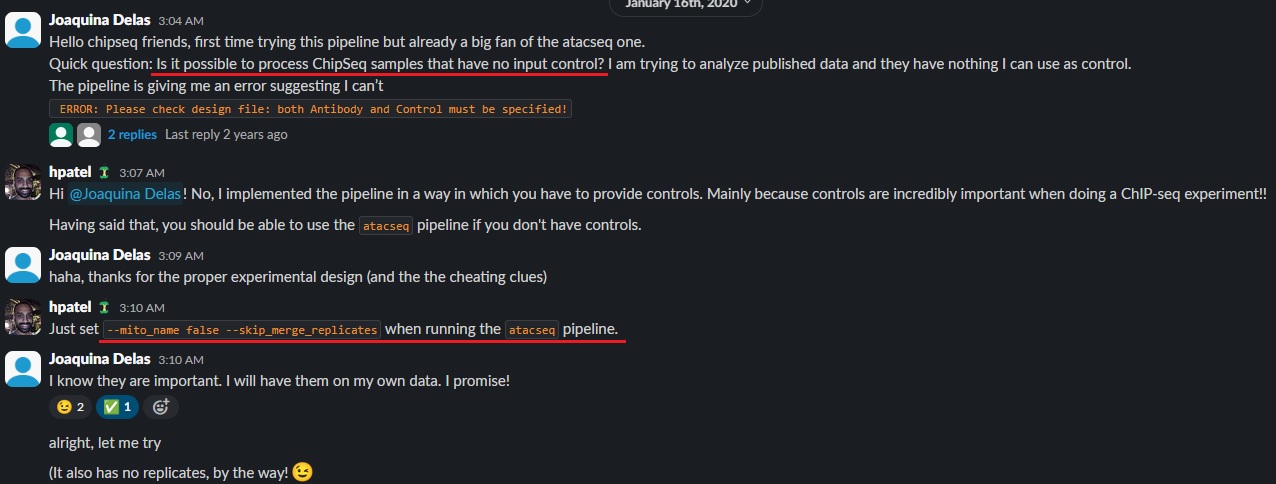 January 16th, 2020
Joaquina Delas 3:04 AM
Hello chipseq friends, first time trying this pipeline but already a big fan of the atacseq one.
Quick question: Is it possible to process ChipSeq samples that have no input control? I am trying to analyze published data and they have nothing I can use as control.
The pipeline is giving me an error suggesting I can't
ERROR: Please check design file: both Antibody and Control must be specified!
2 replies Last reply 2 years ago
hpatel 3:07 AM
Hi @Joaquina Delas! No, I implemented the pipeline in a way in which you have to provide controls. Mainly because controls are incredibly important when doing a ChIP-seq experiment!!
Having said that, you should be able to use the atacseq pipeline if you don't have controls.
Joaquina Delas 3:09 AM
haha, thanks for the proper experimental design (and the the cheating clues)
hpatel 3:10 AM
Just set --mito_name false --skip_merge_replicates when running the atacseq pipeline.
Joaquina Delas 3:10 AM
I know they are important. I will have them on my own data. I promise!
😉 2 ✅ 1
alright, let me try
(It also has no replicates, by the way! 😉